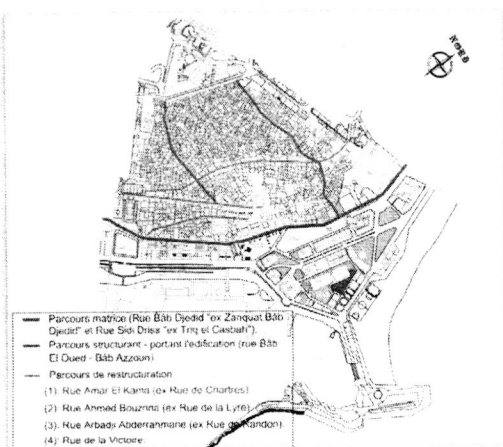 NORD
Parcours matrice (Rue Bâb Djedid "ex Zanquat Bâb
Djedid" et Rue Sidi Driss "ex Triq el Casbah").
Parcours structurant - portant l'édification (rue Bâb
El Oued - Bâb Azzoun)
Parcours de restructuration
(1): Rue Amar El Kama (ex Rue de Chartres)
(2): Rue Ahmed Bouzrina (ex Rue de la Lyre)
(3): Rue Arbadji Abderrahmane (ex Rue de Randon).
(4): Rue de la Victoire.